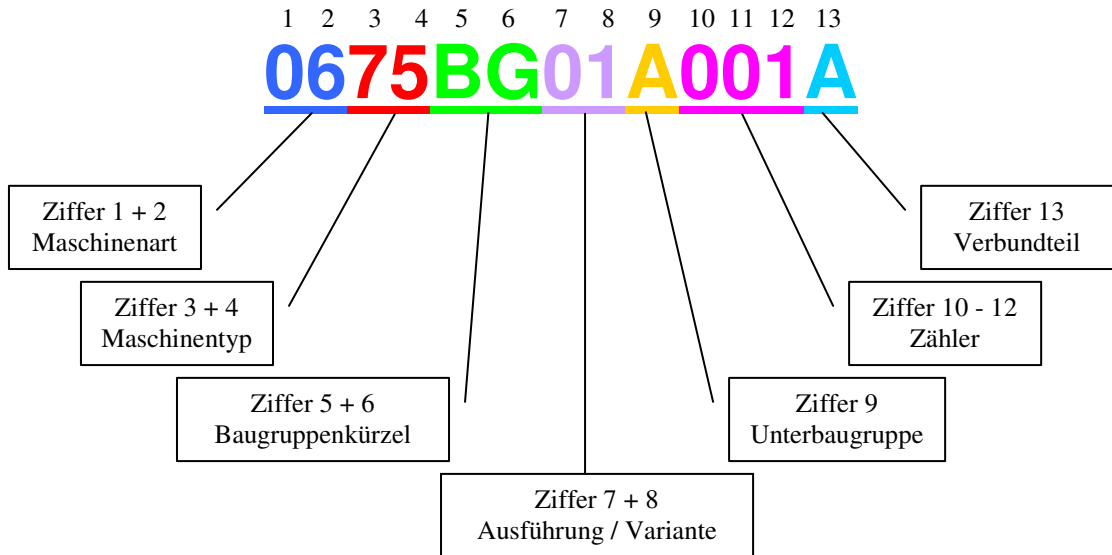 1 2 3 4 5 6 7 8 9 10 11 12 13
0675BG01A001A
Ziffer 1 + 2
Maschinenart
Ziffer 13
Verbundteil
Ziffer 3 + 4
Maschinentyp
Ziffer 10 - 12
Zähler
Ziffer 5 + 6
Baugruppenkürzel
Ziffer 9
Unterbaugruppe
Ziffer 7 + 8
Ausführung / Variante